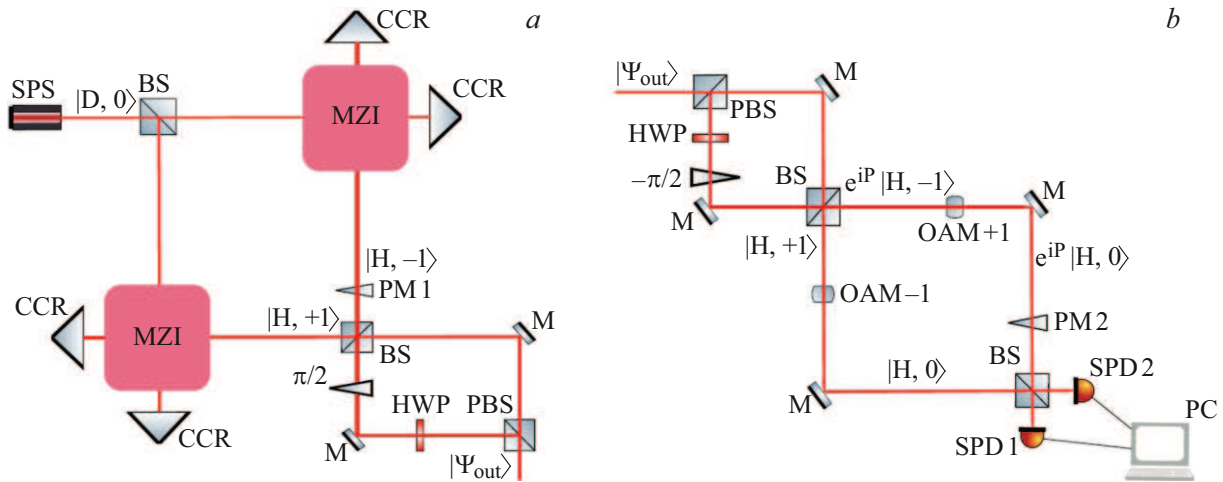 CCR
a
BS
SPS
|D, 0⟩
MZI
CCR
|H, −1⟩
PM 1
CCR
MZI
|H, +1⟩
BS
M
π/2
HWP
PBS
CCR
M
|Ψout⟩
b
|Ψout⟩
M
PBS
HWP
−π/2
BS
e^iP |H, −1⟩
M
M
|H, +1⟩
OAM +1
e^iP |H, 0⟩
OAM −1
PM 2
BS
SPD 2
|H, 0⟩
M
PC
SPD 1